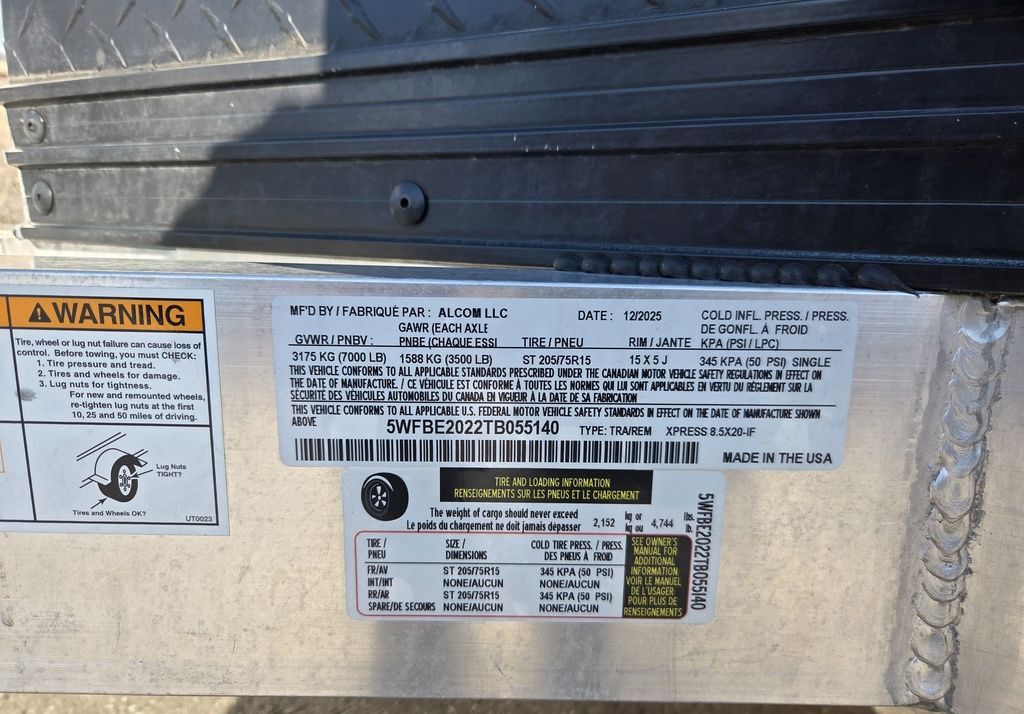 WARNING
Tire, wheel or lug nut failure can cause loss of
control. Before towing, you must CHECK:
1. Tire pressure and tread.
2. Tires and wheels for damage.
3. Lug nuts for tightness.
For new and remounted wheels,
re-tighten lug nuts at the first
10, 25 and 50 miles of driving.
Lug Nuts
TIGHT?
Tires and Wheels OK?
UT0023
MF'D BY / FABRIQUÉ PAR : ALCOM LLC DATE : 12/2025 COLD INFL. PRESS. / PRESS.
GAWR (EACH AXLE DE GONFL. À FROID
GVWR / PNBV : PNBE (CHAQUE ESSI TIRE / PNEU RIM / JANTE KPA (PSI / LPC)
3175 KG (7000 LB) 1588 KG (3500 LB) ST 205/75R15 15 X 5 J 345 KPA (50 PSI) SINGLE
THIS VEHICLE CONFORMS TO ALL APPLICABLE STANDARDS PRESCRIBED UNDER THE CANADIAN MOTOR VEHICLE SAFETY REGULATIONS IN EFFECT ON
THE DATE OF MANUFACTURE. / CE VÉHICULE EST CONFORME À TOUTES LES NORMES QUI LUI SONT APPLICABLES EN VERTU DU RÈGLEMENT SUR LA
SÉCURITÉ DES VÉHICULES AUTOMOBILES DU CANADA EN VIGUEUR À LA DATE DE SA FABRICATION
THIS VEHICLE CONFORMS TO ALL APPLICABLE U.S. FEDERAL MOTOR VEHICLE SAFETY STANDARDS IN EFFECT ON THE DATE OF MANUFACTURE SHOWN
ABOVE
5WFBE2022TB055140 TYPE: TRA/REM XPRESS 8.5X20-IF
MADE IN THE USA
TIRE AND LOADING INFORMATION
RENSEIGNEMENTS SUR LES PNEUS ET LE CHARGEMENT
The weight of cargo should never exceed kg or lbs.
Le poids du chargement ne doit jamais dépasser 2,152 kg ou 4,744 lb.
TIRE / SIZE / COLD TIRE PRESS. / PRESS.
PNEU DIMENSIONS DES PNEUS À FROID
FR/AV ST 205/75R15 345 KPA (50 PSI)
INT/INT NONE/AUCUN NONE/AUCUN
RR/AR ST 205/75R15 345 KPA (50 PSI)
SPARE/DE SECOURS NONE/AUCUN NONE/AUCUN
SEE OWNER'S
MANUAL FOR
ADDITIONAL
INFORMATION
VOIR LE MANUEL
DE L'USAGER
POUR PLUS DE
RENSEIGNEMENTS
5WFBE2022TB055140